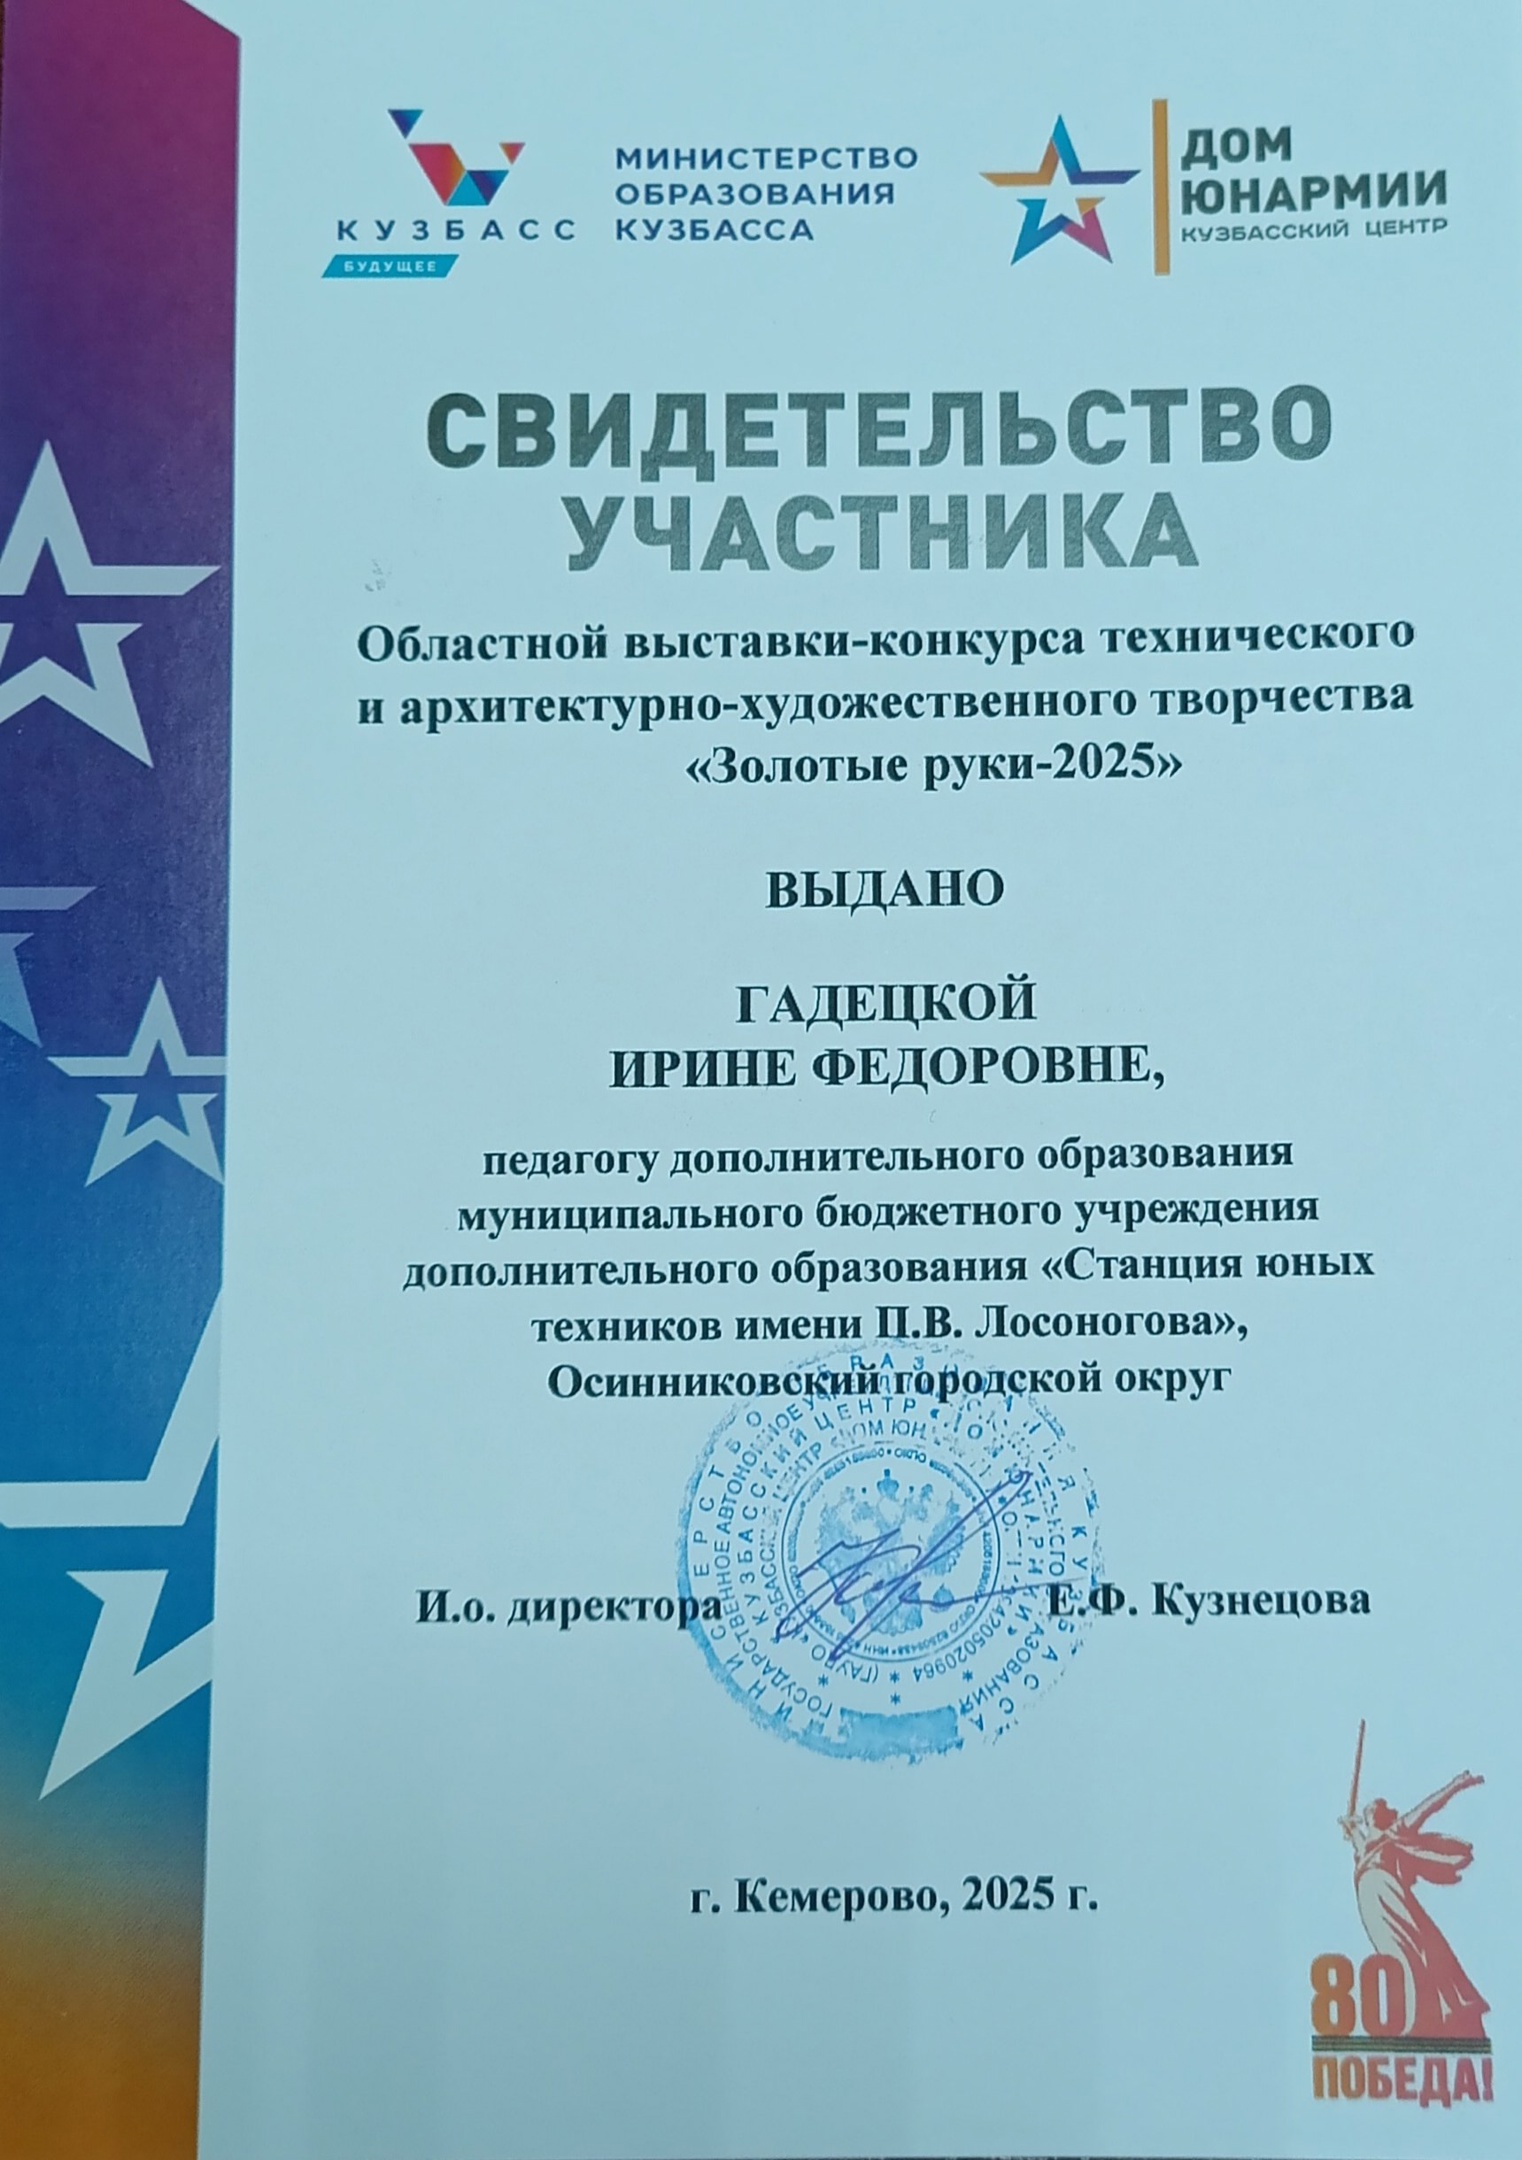 КУЗБАСС
БУДУЩЕЕ
МИНИСТЕРСТВО
ОБРАЗОВАНИЯ
КУЗБАССА
ДОМ
ЮНАРМИИ
КУЗБАССКИЙ ЦЕНТР
СВИДЕТЕЛЬСТВО
УЧАСТНИКА
Областной выставки-конкурса технического
и архитектурно-художественного творчества
«Золотые руки-2025»
ВЫДАНО
ГАДЕЦКОЙ
ИРИНЕ ФЕДОРОВНЕ,
педагогу дополнительного образования
муниципального бюджетного учреждения
дополнительного образования «Станция юных
техников имени П.В. Лосоногова»,
Осинниковский городской округ
И.о. директора
Е.Ф. Кузнецова
КУЗБАССКИЙ ЦЕНТР
г. Кемерово, 2025 г.
80
ПОБЕДА!